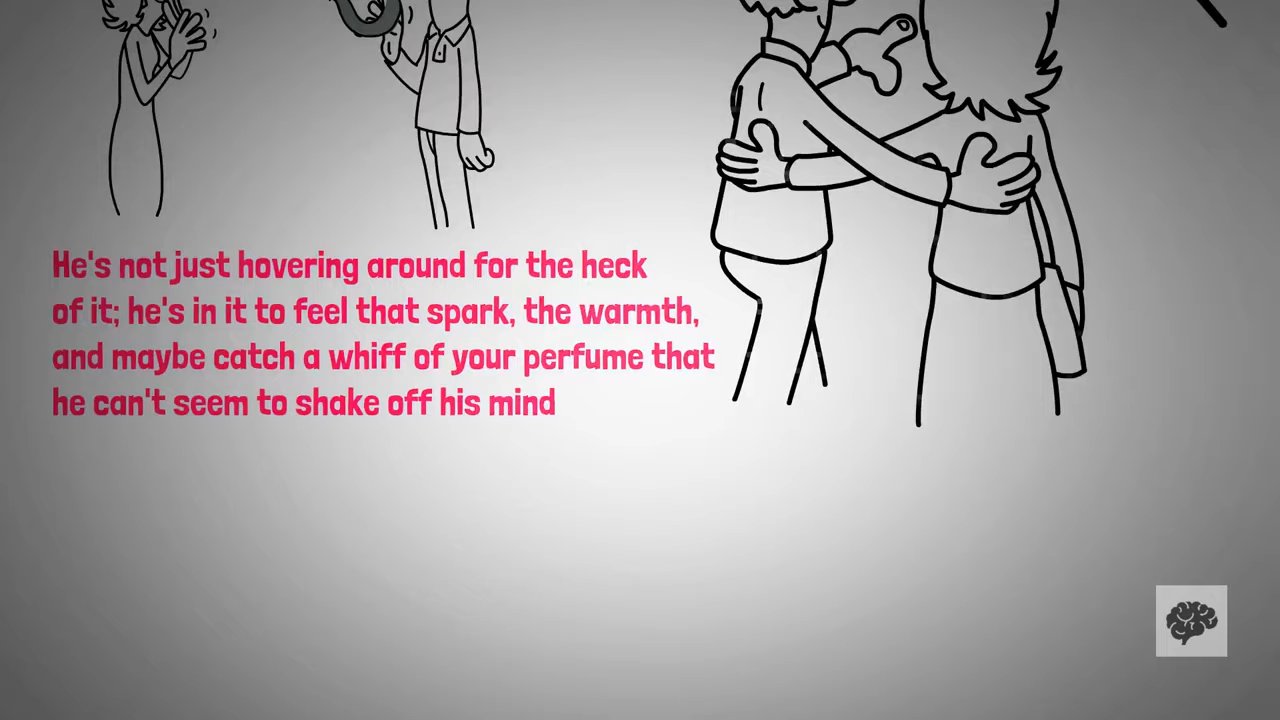 He's not just hovering around for the heck
of it; he's in it to feel that spark, the warmth,
and maybe catch a whiff of your perfume that
he can't seem to shake off his mind